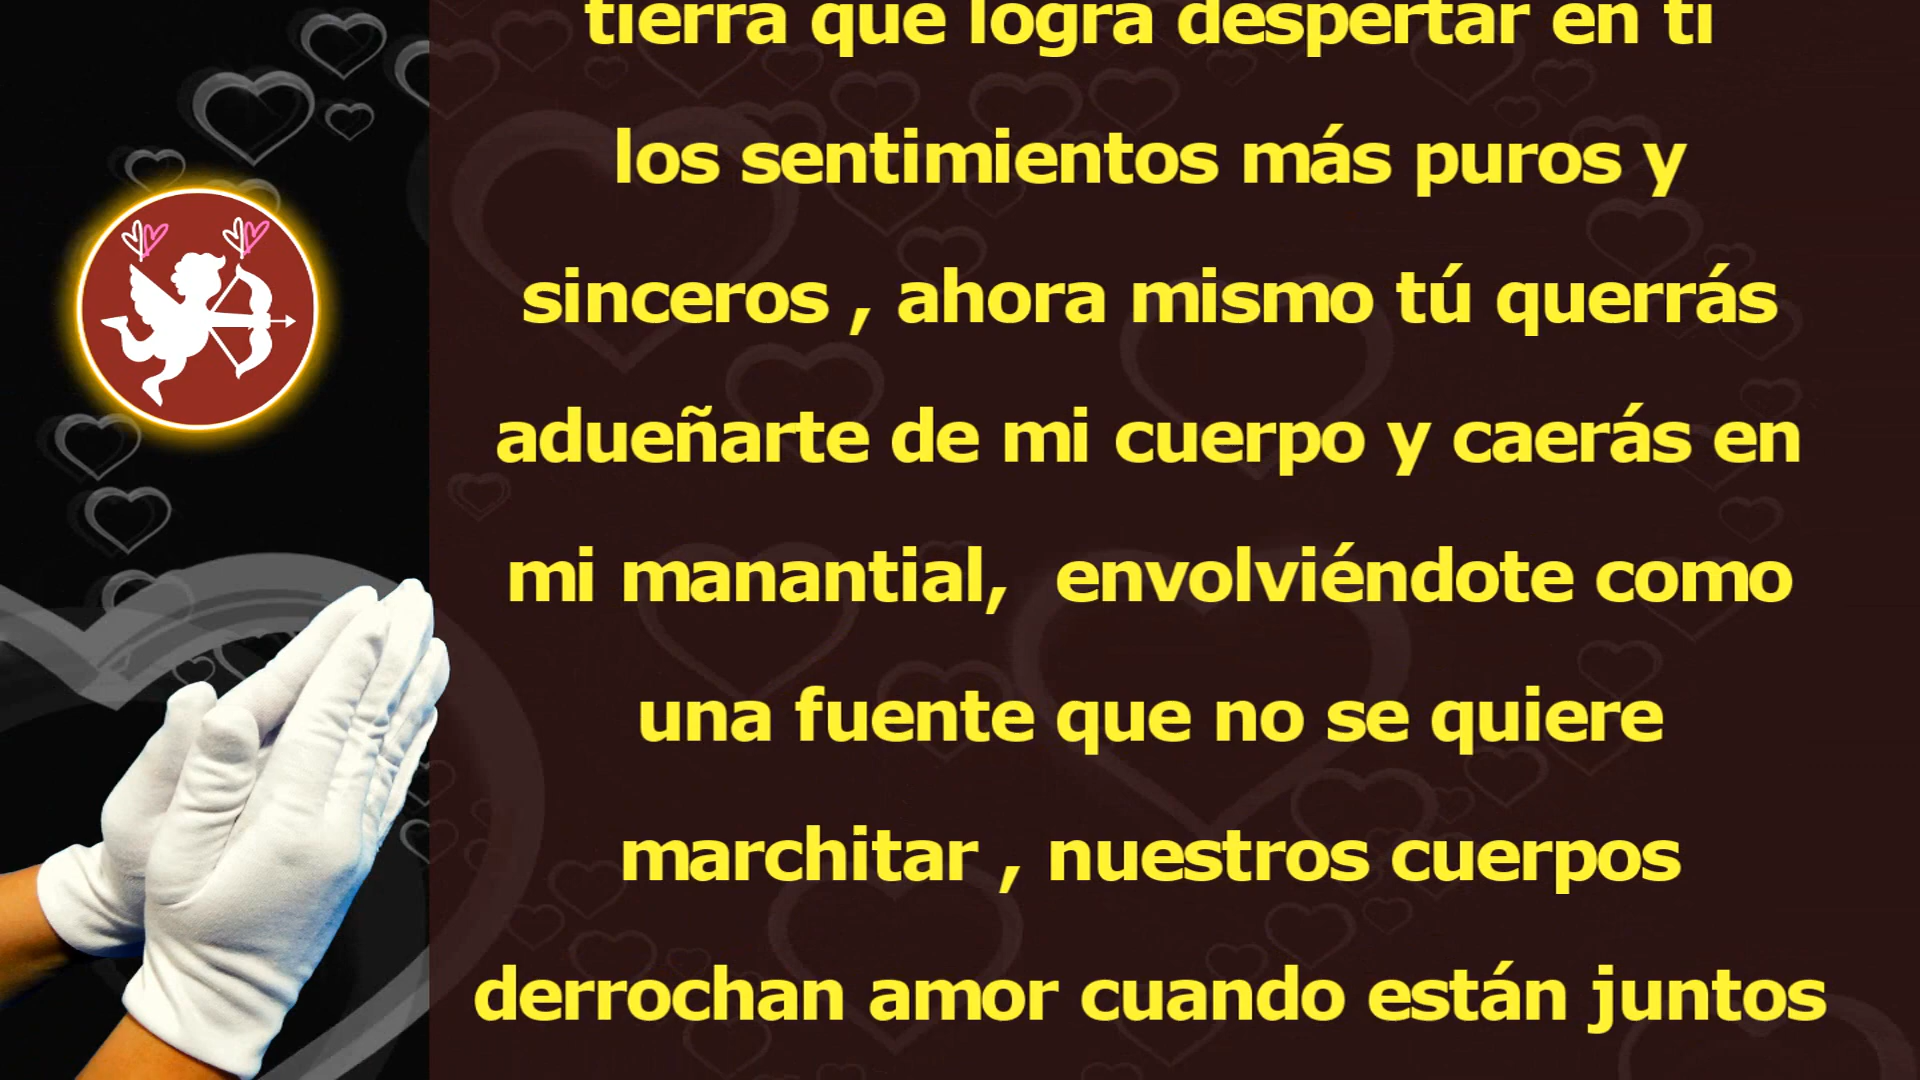 tierra que logra despertar en ti
los sentimientos más puros y
sinceros , ahora mismo tú querrás
adueñarte de mi cuerpo y caerás en
mi manantial,  envolviéndote como
una fuente que no se quiere
marchitar , nuestros cuerpos
derrochan amor cuando están juntos